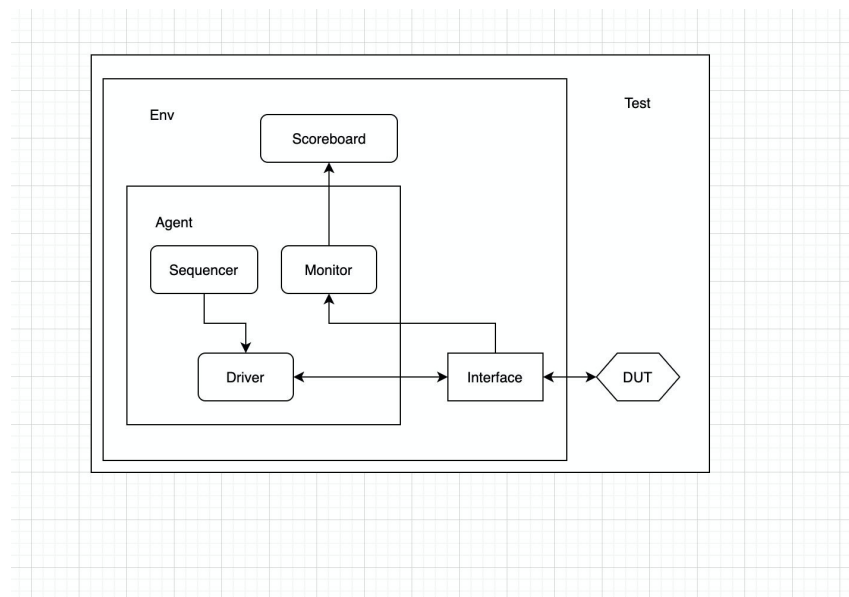 Test
Env
Scoreboard
Agent
Sequencer
Monitor
Driver
Interface
DUT